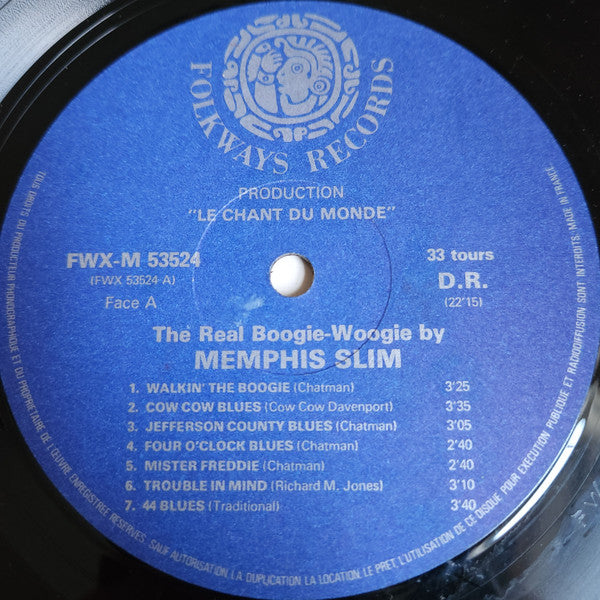 FOLKWAYS RECORDS
PRODUCTION
"LE CHANT DU MONDE"
FWX-M 53524
(FWX 53524 A)
Face A
33 tours
D.R.
(22'15)
The Real Boogie-Woogie by
MEMPHIS SLIM
1. WALKIN' THE BOOGIE (Chatman) 3'25
2. COW COW BLUES (Cow Cow Davenport) 3'35
3. JEFFERSON COUNTY BLUES (Chatman) 3'05
4. FOUR O'CLOCK BLUES (Chatman) 2'40
5. MISTER FREDDIE (Chatman) 2'40
6. TROUBLE IN MIND (Richard M. Jones) 3'10
7. 44 BLUES (Traditional) 3'40
TOUS DROITS DU PRODUCTEUR PHONOGRAPHIQUE ET DU PROPRIETAIRE DE L'ŒUVRE ENREGISTREE RESERVES. SAUF AUTORISATION, LA DUPLICATION, LA LOCATION, LE PRET, L'UTILISATION DE CE DISQUE POUR EXECUTION PUBLIQUE ET RADIODIFFUSION SONT INTERDITS. MADE IN FRANCE